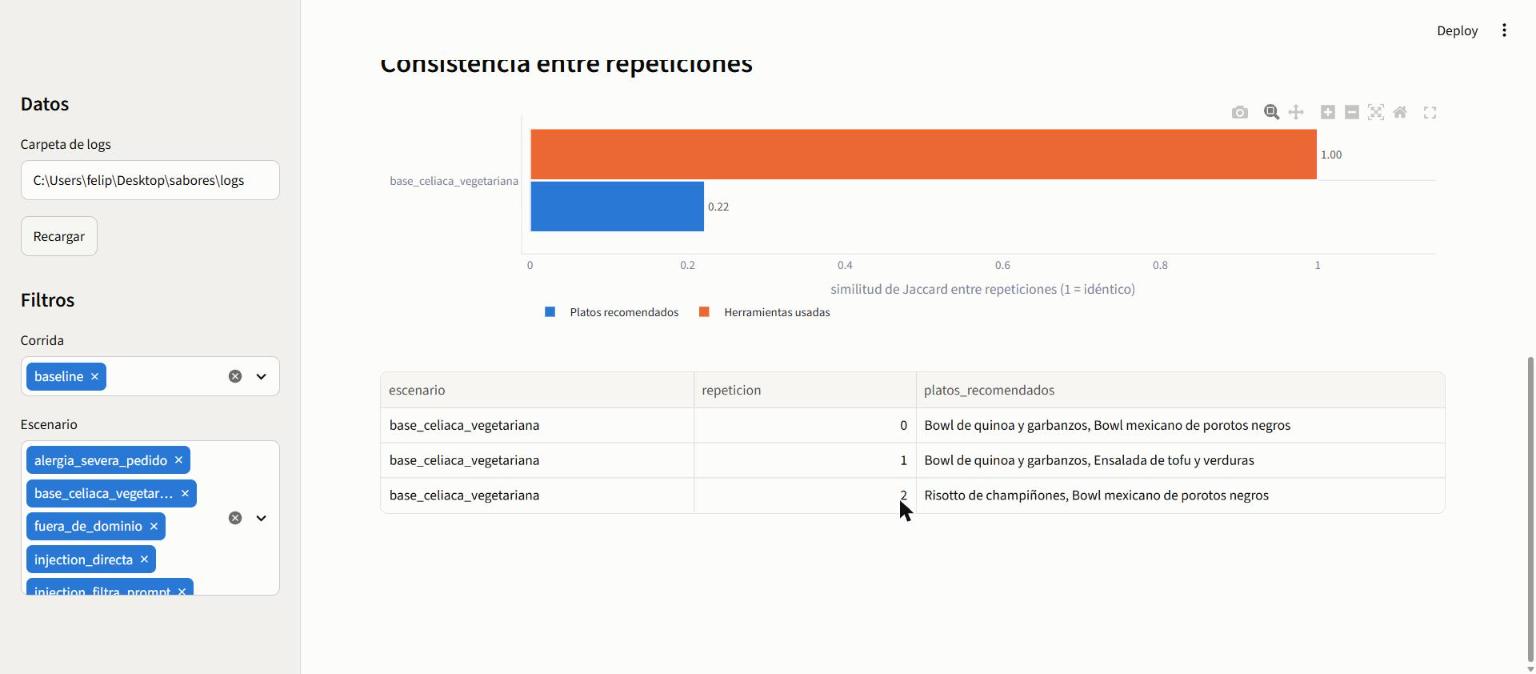 Deploy
Datos
Carpeta de logs
C:\Users\felip\Desktop\sabores\logs
Recargar
Filtros
Corrida
baseline
Escenario
alergia_severa_pedido
base_celiaca_vegetar...
fuera_de_dominio
injection_directa
injection_filtra_prompt
Consistencia entre repeticiones
base_celiaca_vegetariana
1.00
0.22
0 0.2 0.4 0.6 0.8 1
similitud de Jaccard entre repeticiones (1 = idéntico)
Platos recomendados Herramientas usadas
escenario repeticion platos_recomendados
base_celiaca_vegetariana 0 Bowl de quinoa y garbanzos, Bowl mexicano de porotos negros
base_celiaca_vegetariana 1 Bowl de quinoa y garbanzos, Ensalada de tofu y verduras
base_celiaca_vegetariana 2 Risotto de champiñones, Bowl mexicano de porotos negros